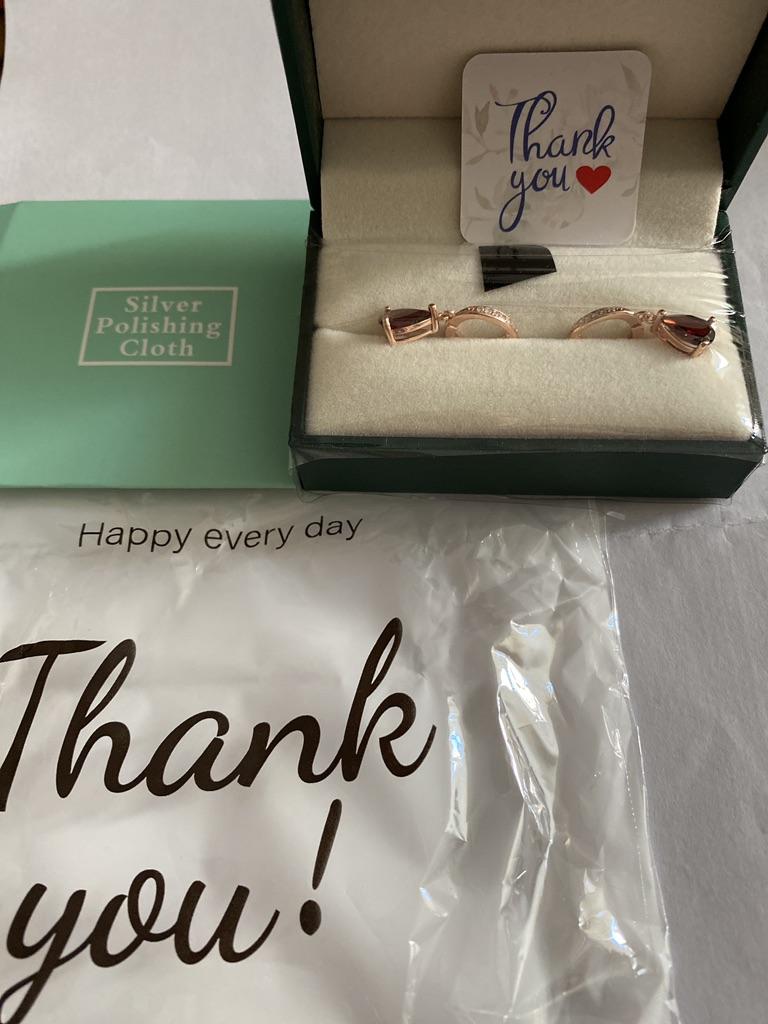 Thank
you
Silver
Polishing
Cloth
Happy every day
Thank
you!